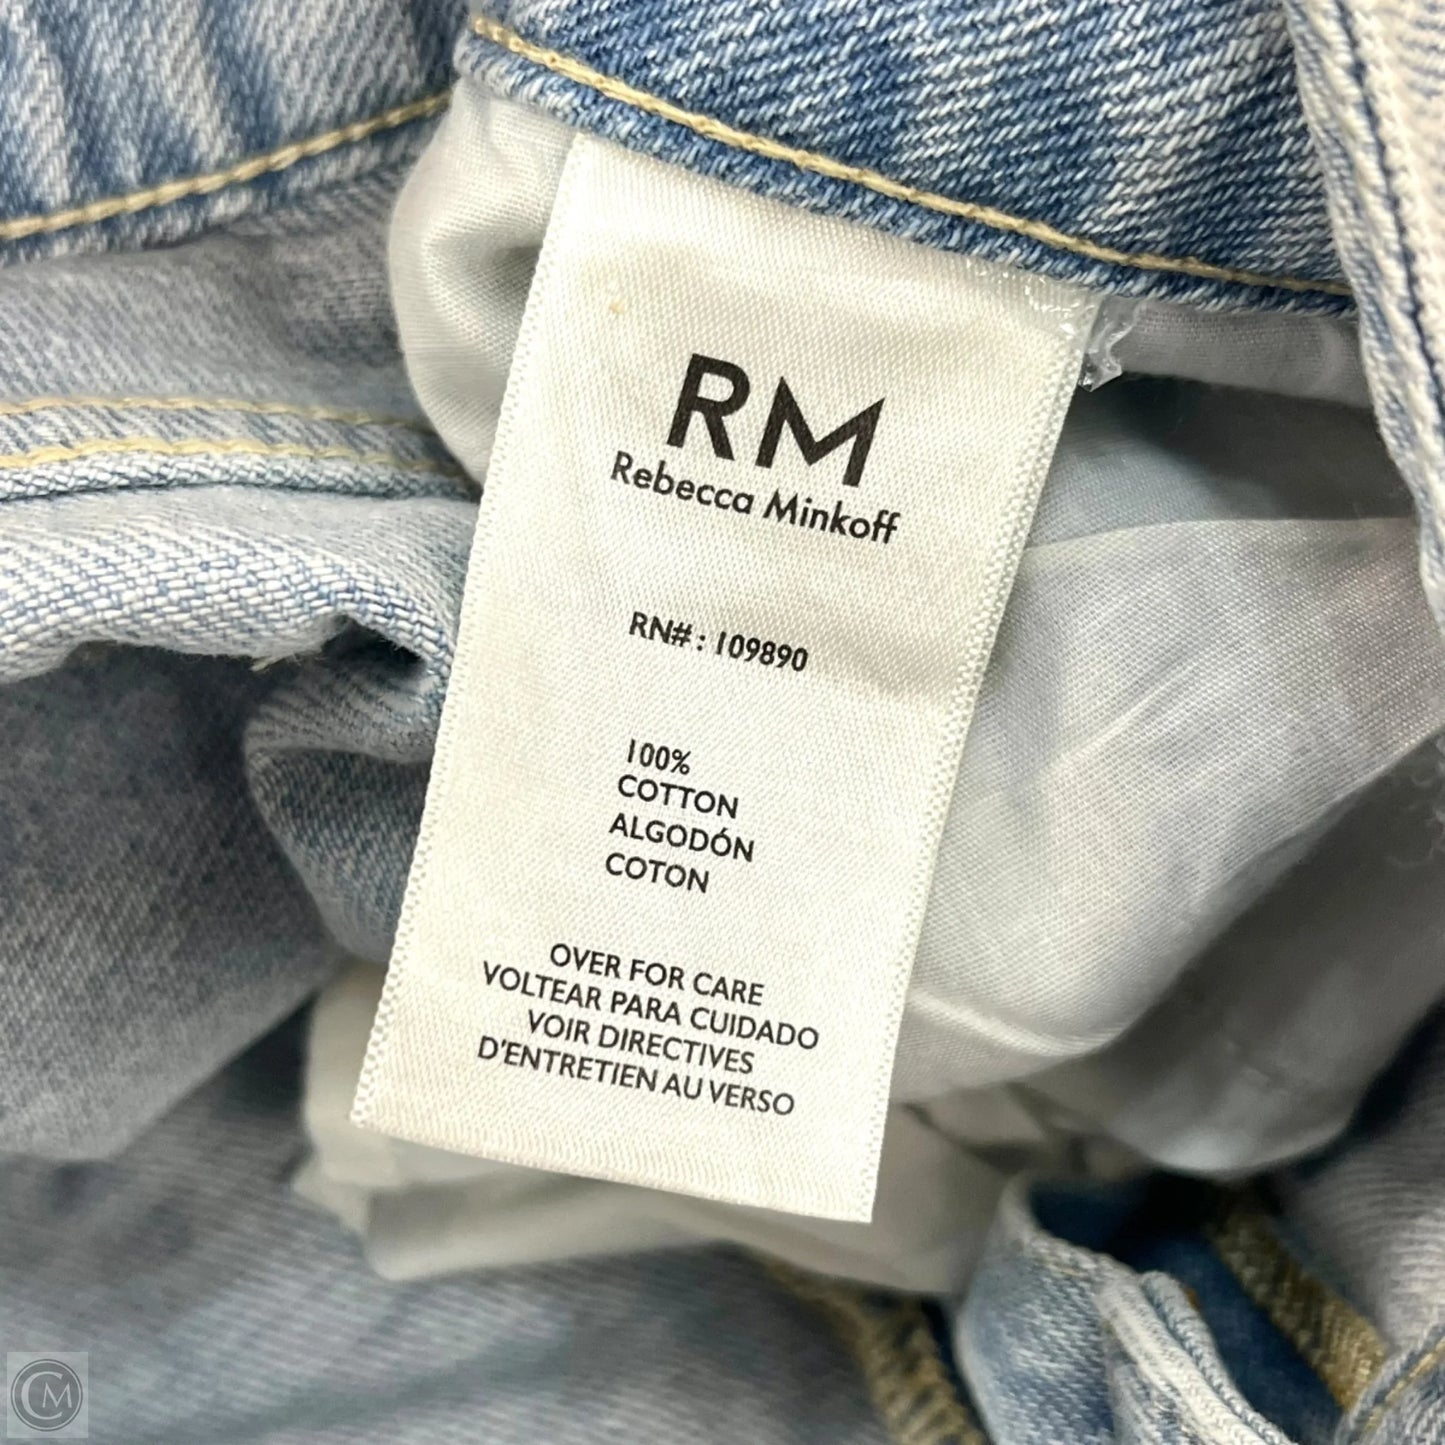 RM
Rebecca Minkoff
RN# : 109890
100%
COTTON
ALGODÓN
COTON
OVER FOR CARE
VOLTEAR PARA CUIDADO
VOIR DIRECTIVES
D'ENTRETIEN AU VERSO
CM